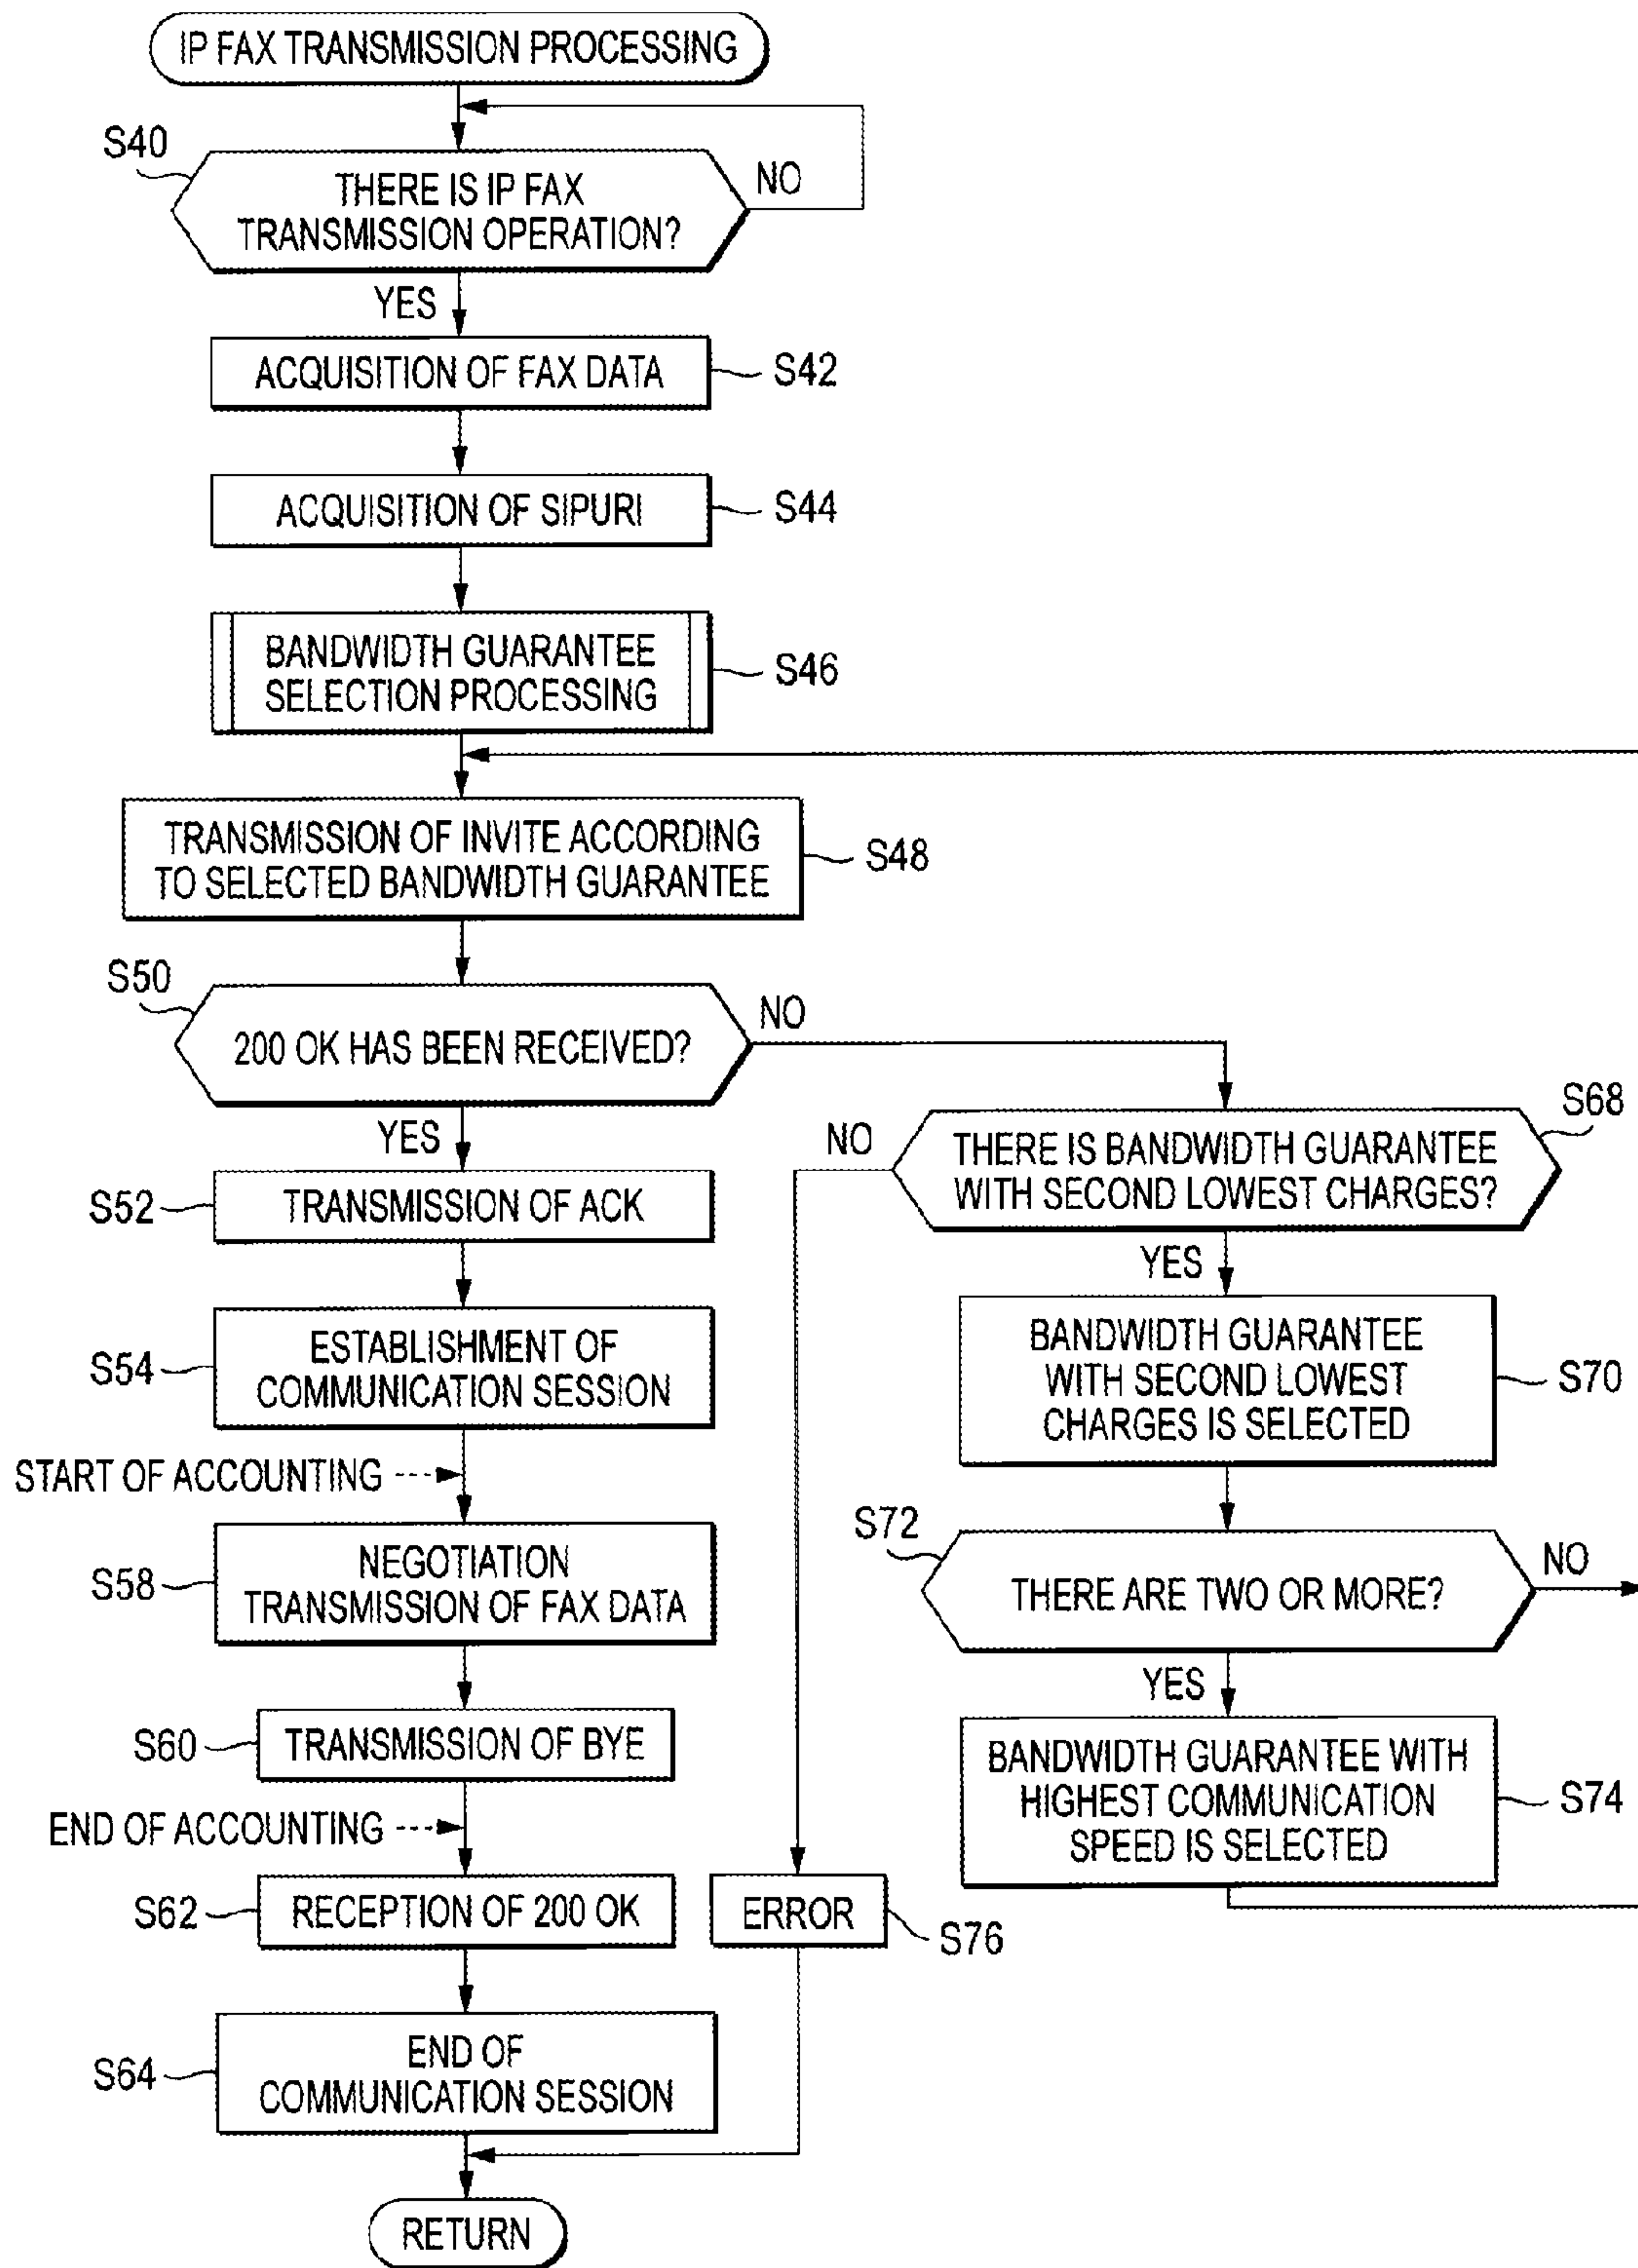 IP FAX TRANSMISSION PROCESSING
S40
THERE IS IP FAX
TRANSMISSION OPERATION?
NO
YES
ACQUISITION OF FAX DATA
S42
ACQUISITION OF SIPURI
S44
BANDWIDTH GUARANTEE
SELECTION PROCESSING
S46
TRANSMISSION OF INVITE ACCORDING
TO SELECTED BANDWIDTH GUARANTEE
S48
S50
200 OK HAS BEEN RECEIVED?
NO
YES
S52
TRANSMISSION OF ACK
S54
ESTABLISHMENT OF
COMMUNICATION SESSION
START OF ACCOUNTING
S58
NEGOTIATION
TRANSMISSION OF FAX DATA
S60
TRANSMISSION OF BYE
END OF ACCOUNTING
S62
RECEPTION OF 200 OK
S64
END OF
COMMUNICATION SESSION
RETURN
S68
NO
THERE IS BANDWIDTH GUARANTEE
WITH SECOND LOWEST CHARGES?
YES
BANDWIDTH GUARANTEE
WITH SECOND LOWEST
CHARGES IS SELECTED
S70
S72
THERE ARE TWO OR MORE?
NO
YES
BANDWIDTH GUARANTEE WITH
HIGHEST COMMUNICATION
SPEED IS SELECTED
S74
ERROR
S76